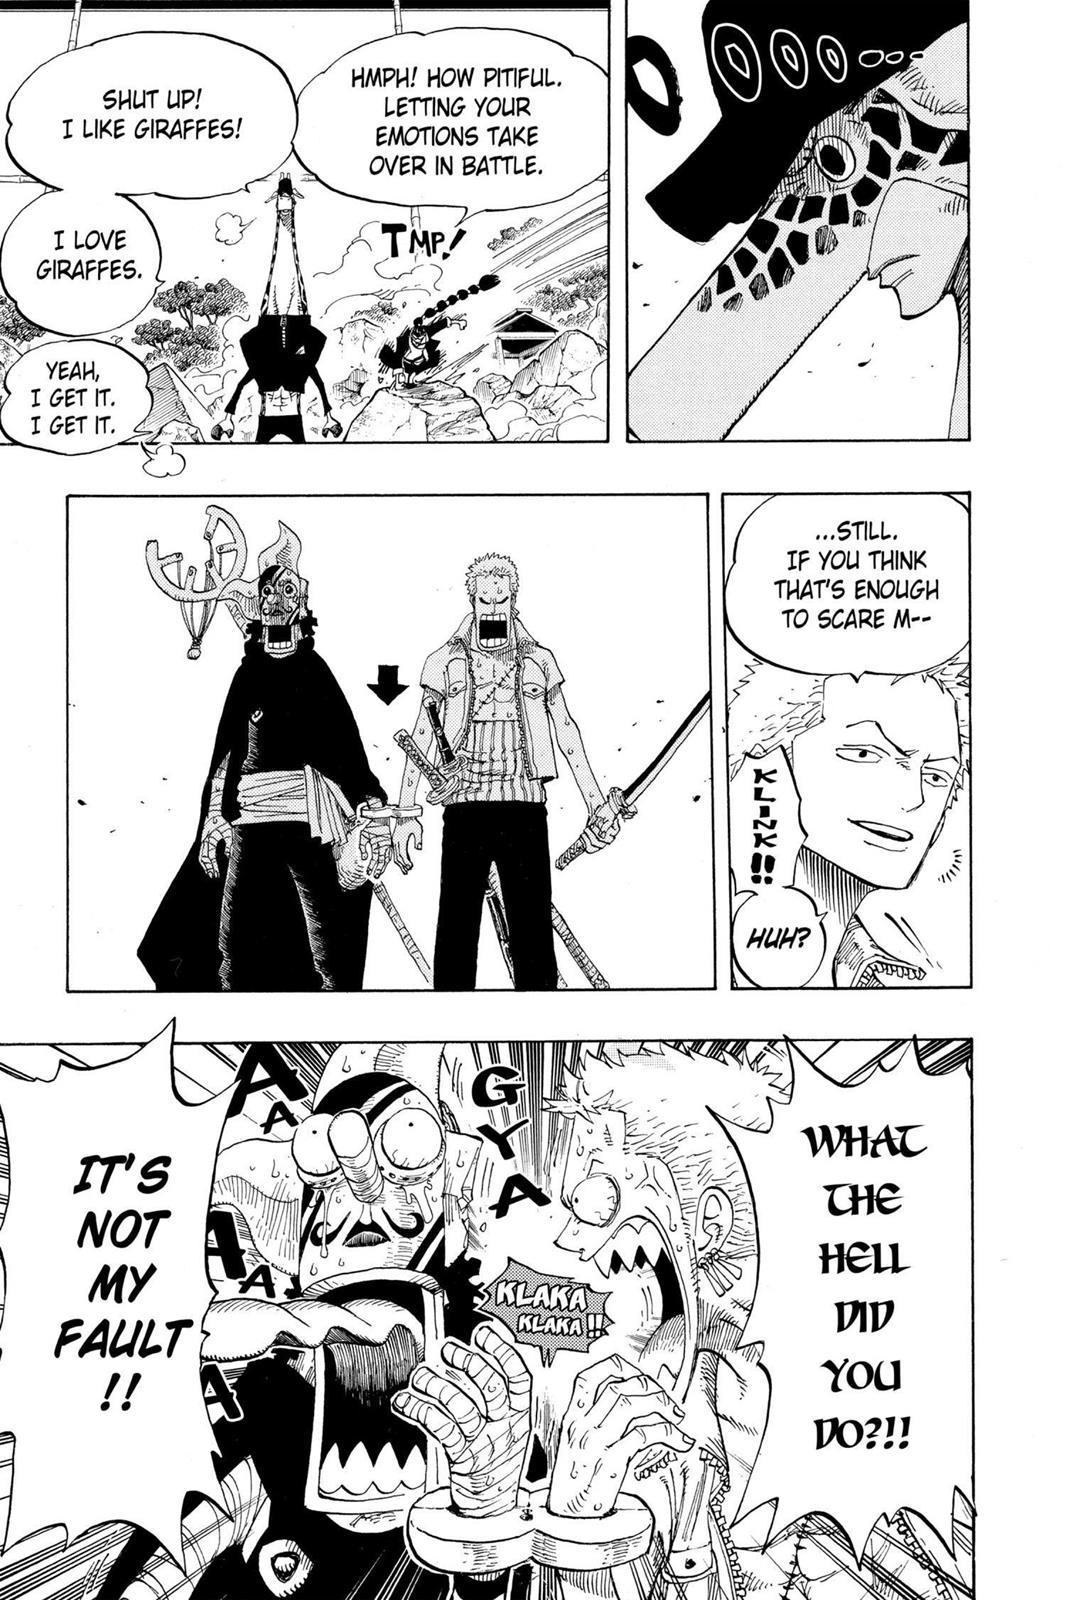 HMPH! HOW PITIFUL.
LETTING YOUR
EMOTIONS TAKE
OVER IN BATTLE.
TMP!
SHUT UP!
I LIKE GIRAFFES!
I LOVE
GIRAFFES.
YEAH,
I GET IT.
I GET IT.
...STILL.
IF YOU THINK
THAT'S ENOUGH
TO SCARE M--
KLINK!!
HUH?
WHAT
THE
HELL
DID
YOU
DO?!!
GYA
AA
AA
A
KLAKA
KLAKA!!
IT'S
NOT
MY
FAULT
!!